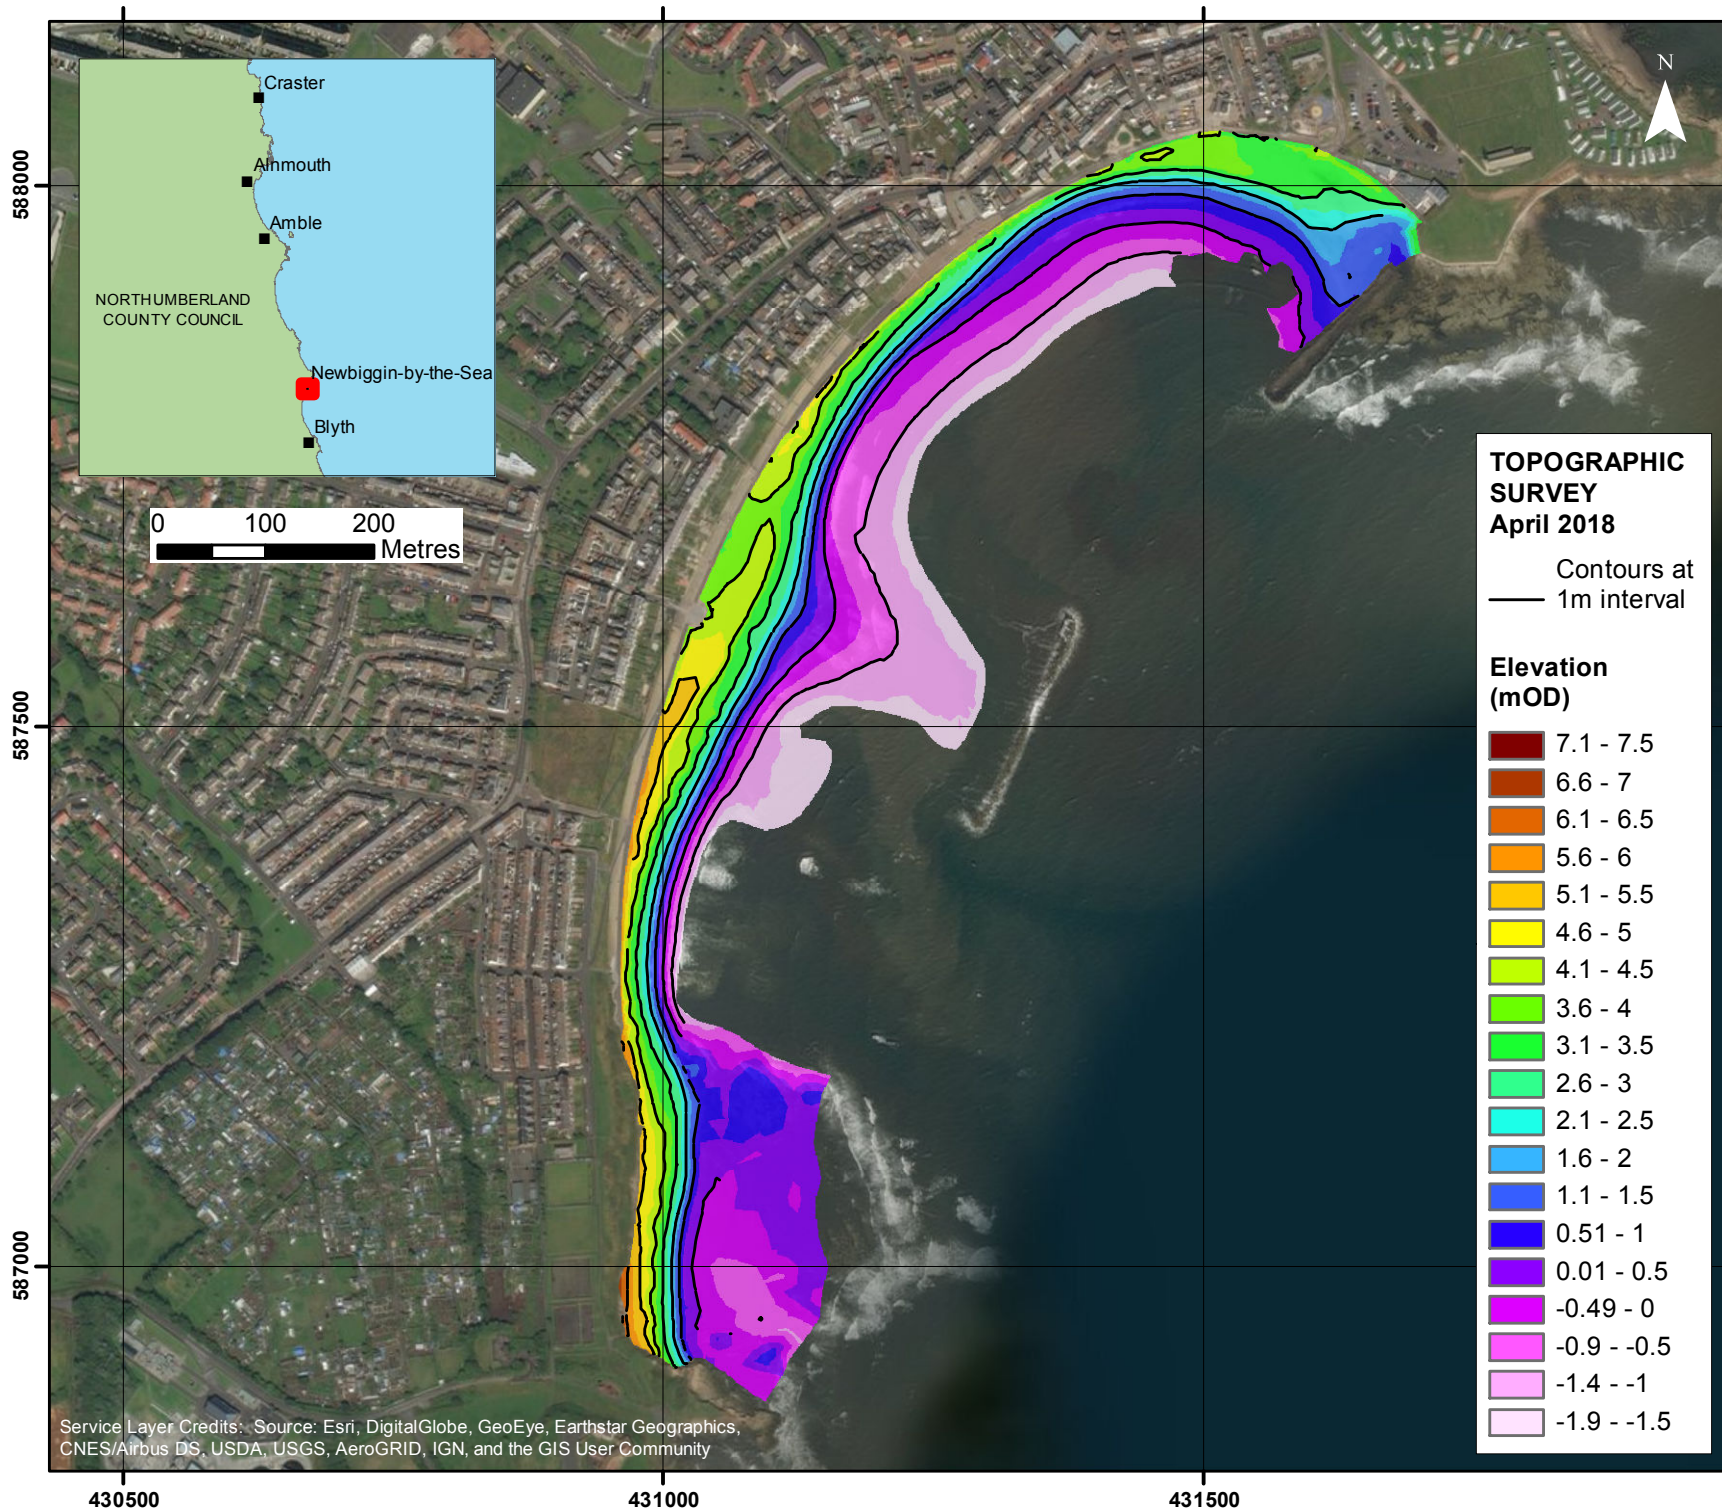 Craster
Alnmouth
Amble
NORTHUMBERLAND
COUNTY COUNCIL
Newbiggin-by-the-Sea
Blyth
0 100 200
Metres
N
TOPOGRAPHIC
SURVEY
April 2018
Contours at
1m interval
Elevation
(mOD)
7.1 - 7.5
6.6 - 7
6.1 - 6.5
5.6 - 6
5.1 - 5.5
4.6 - 5
4.1 - 4.5
3.6 - 4
3.1 - 3.5
2.6 - 3
2.1 - 2.5
1.6 - 2
1.1 - 1.5
0.51 - 1
0.01 - 0.5
-0.49 - 0
-0.9 - -0.5
-1.4 - -1
-1.9 - -1.5
588000
587500
587000
Service Layer Credits: Source: Esri, DigitalGlobe, GeoEye, Earthstar Geographics,
CNES/Airbus DS, USDA, USGS, AeroGRID, IGN, and the GIS User Community
430500 431000 431500